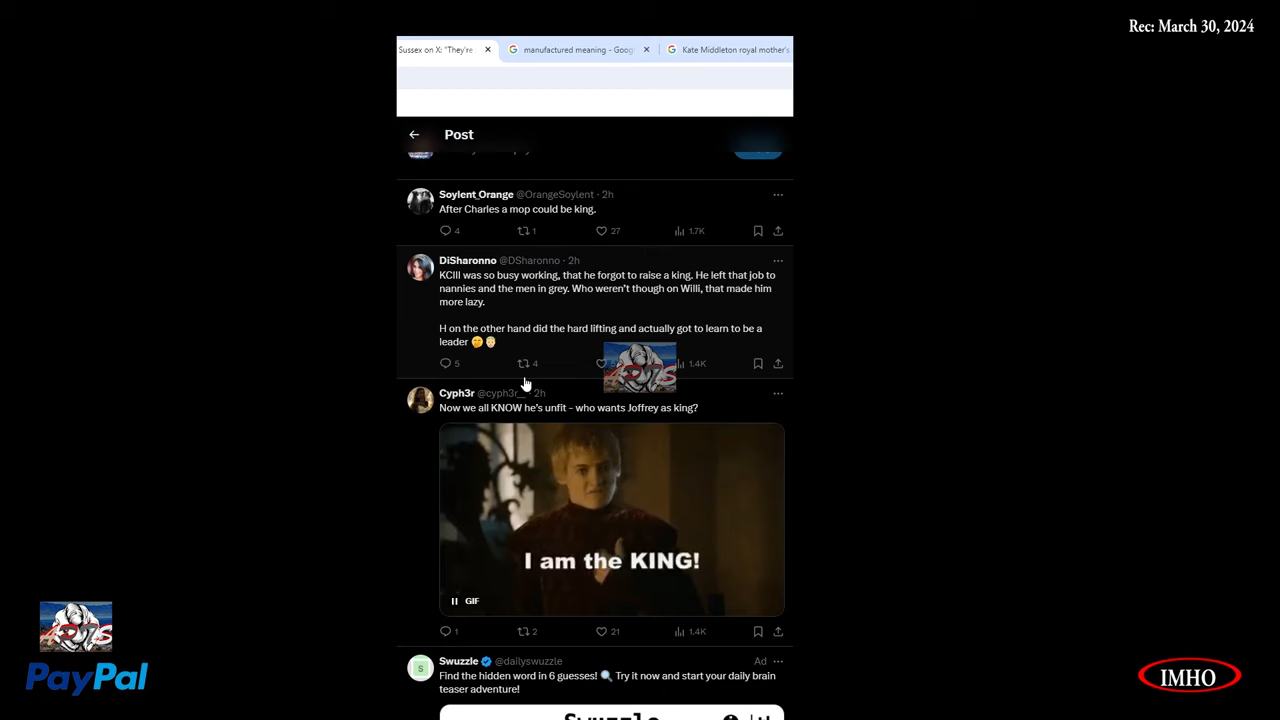 Rec: March 30, 2024
Sussex on X: "They're
manufactured meaning - Goog
Kate Middleton royal mother's
Post
Soylent_Orange @OrangeSoylent · 2h
After Charles a mop could be king.
4 1 27 1.7K
DiSharonno @DSharonno · 2h
KCIII was so busy working, that he forgot to raise a king. He left that job to
nannies and the men in grey. Who weren't though on Willi, that made him
more lazy.
H on the other hand did the hard lifting and actually got to learn to be a
leader 🤭🤴
5 4 1.4K
Cyph3r @cyph3r__ · 2h
Now we all KNOW he's unfit - who wants Joffrey as king?
I am the KING!
GIF
1 2 21 1.4K
Swuzzle @dailyswuzzle Ad
S
Find the hidden word in 6 guesses! 🔍 Try it now and start your daily brain
teaser adventure!
Swuzzle
PayPal
IMHO